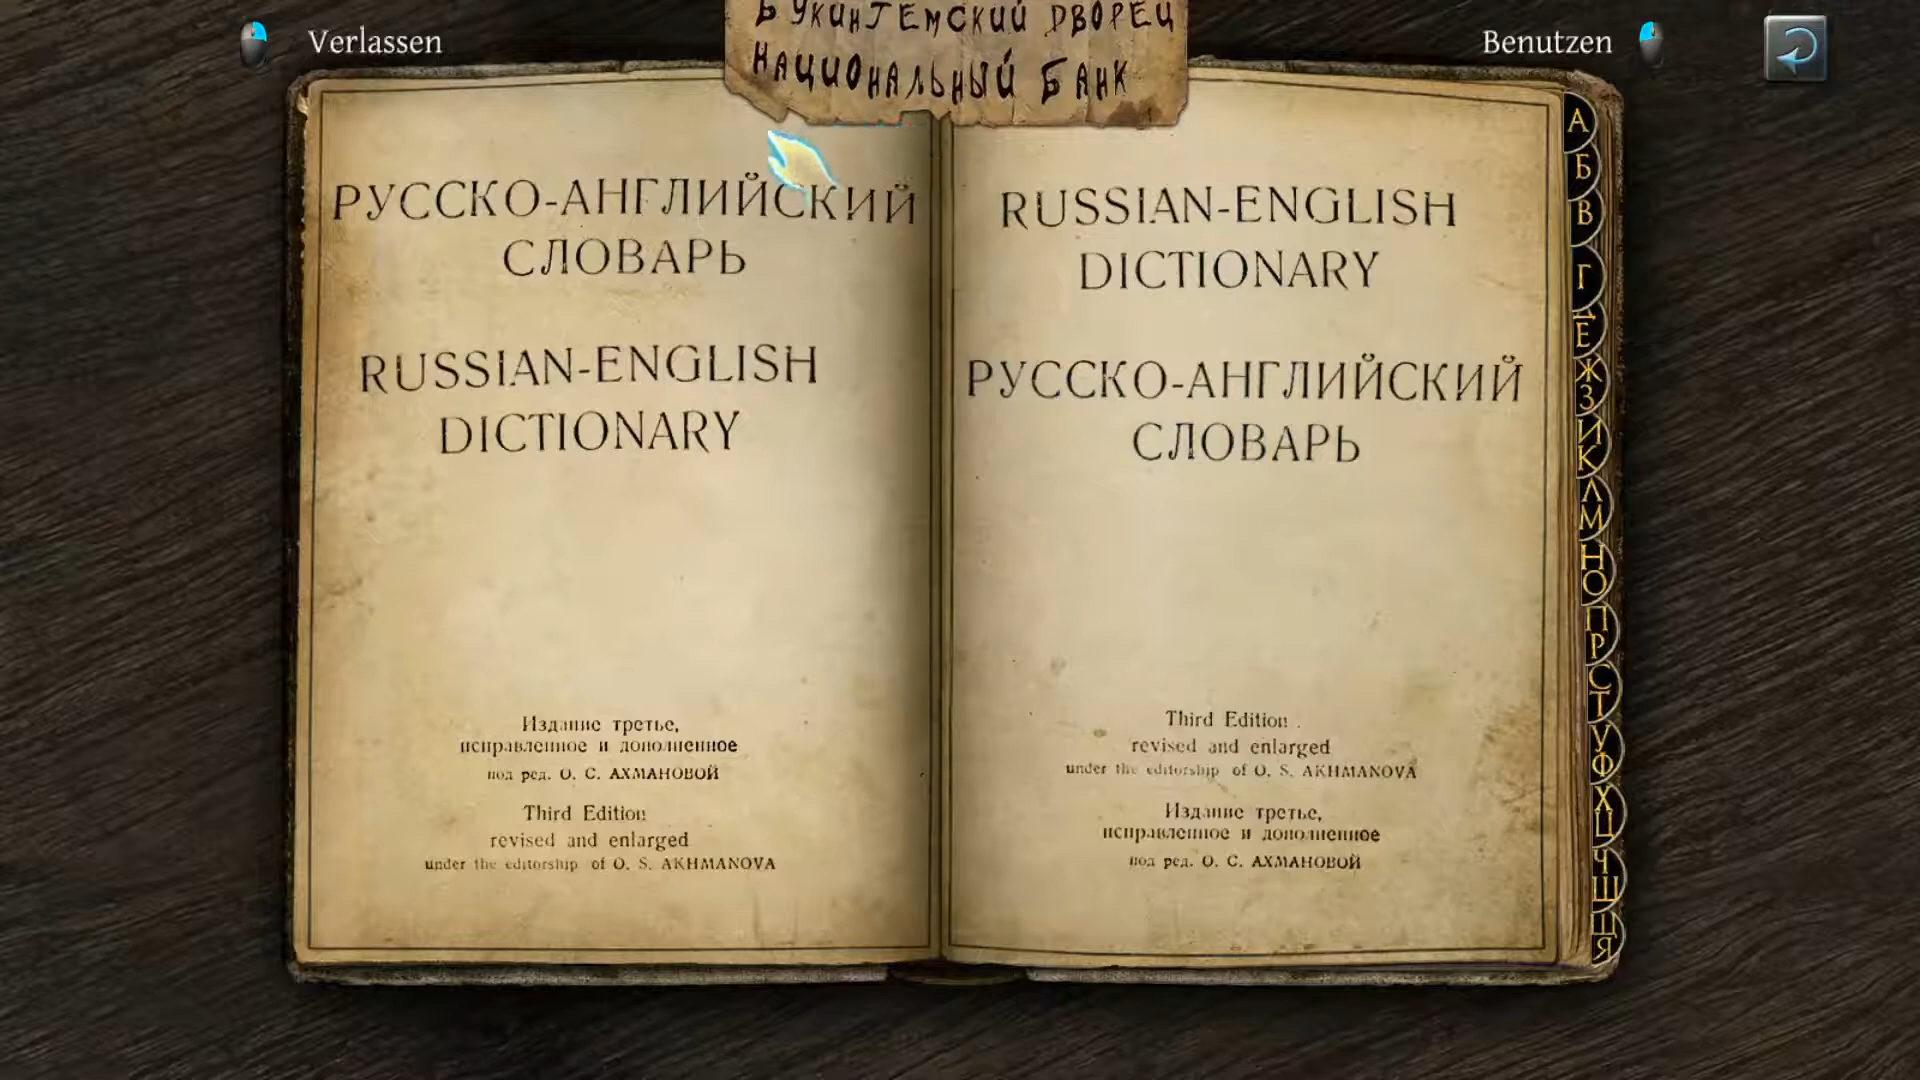 Verlassen
БУКИНГЕМСКИЙ ДВОРЕЦ
НАЦИОНАЛЬНЫЙ БАНК
Benutzen
РУССКО-АНГЛИЙСКИЙ
СЛОВАРЬ
RUSSIAN-ENGLISH
DICTIONARY
Издание третье,
исправленное и дополненное
под ред. О. С. АХМАНОВОЙ
Third Edition
revised and enlarged
under the editorship of O. S. AKHMANOVA
RUSSIAN-ENGLISH
DICTIONARY
РУССКО-АНГЛИЙСКИЙ
СЛОВАРЬ
Third Edition
revised and enlarged
under the editorship of O. S. AKHMANOVA
Издание третье,
исправленное и дополненное
под ред. О. С. АХМАНОВОЙ
А
Б
В
Г
Д
Е
Ж
З
И
К
Л
М
Н
О
П
Р
С
Т
У
Ф
Х
Ц
Ч
Ш
Щ
Я